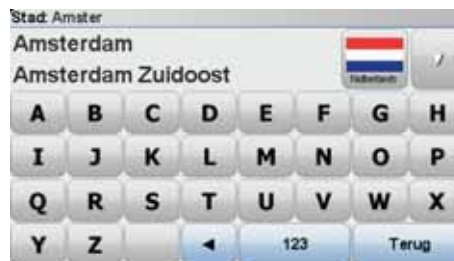 Stad: Amster
Amsterdam
Amsterdam Zuidoost
A B C D E F G H
I J K L M N O P
Q R S T U V W X
Y Z 123 Terug